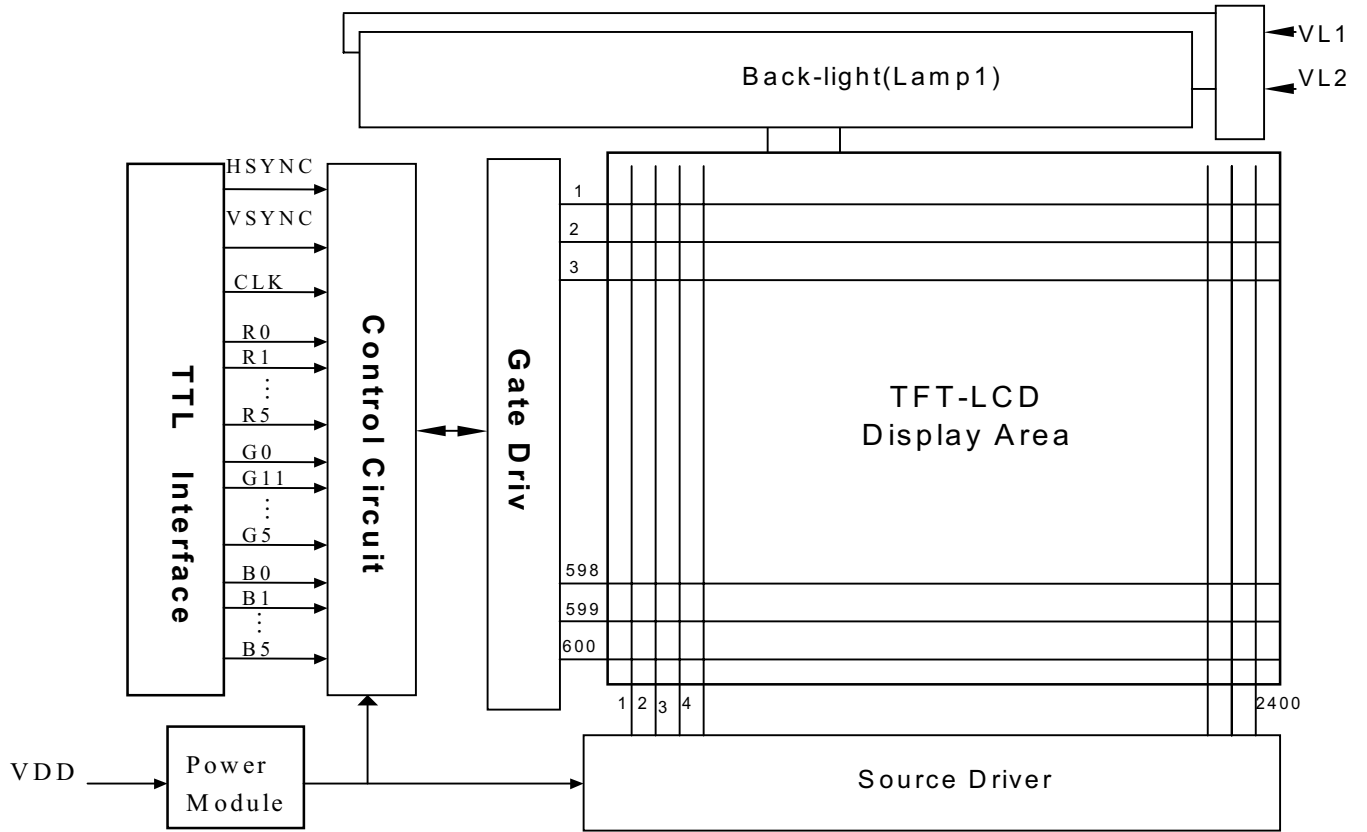 VL1
Back-light(Lamp1)
VL2
HSYNC
VSYNC
CLK
R0
R1
⋮
R5
G0
G11
⋮
G5
B0
B1
⋮
B5
TTL Interface
Control Circuit
Gate Driv
1
2
3
598
599
600
TFT-LCD
Display Area
1 2 3 4 2400
VDD
Power
Module
Source Driver